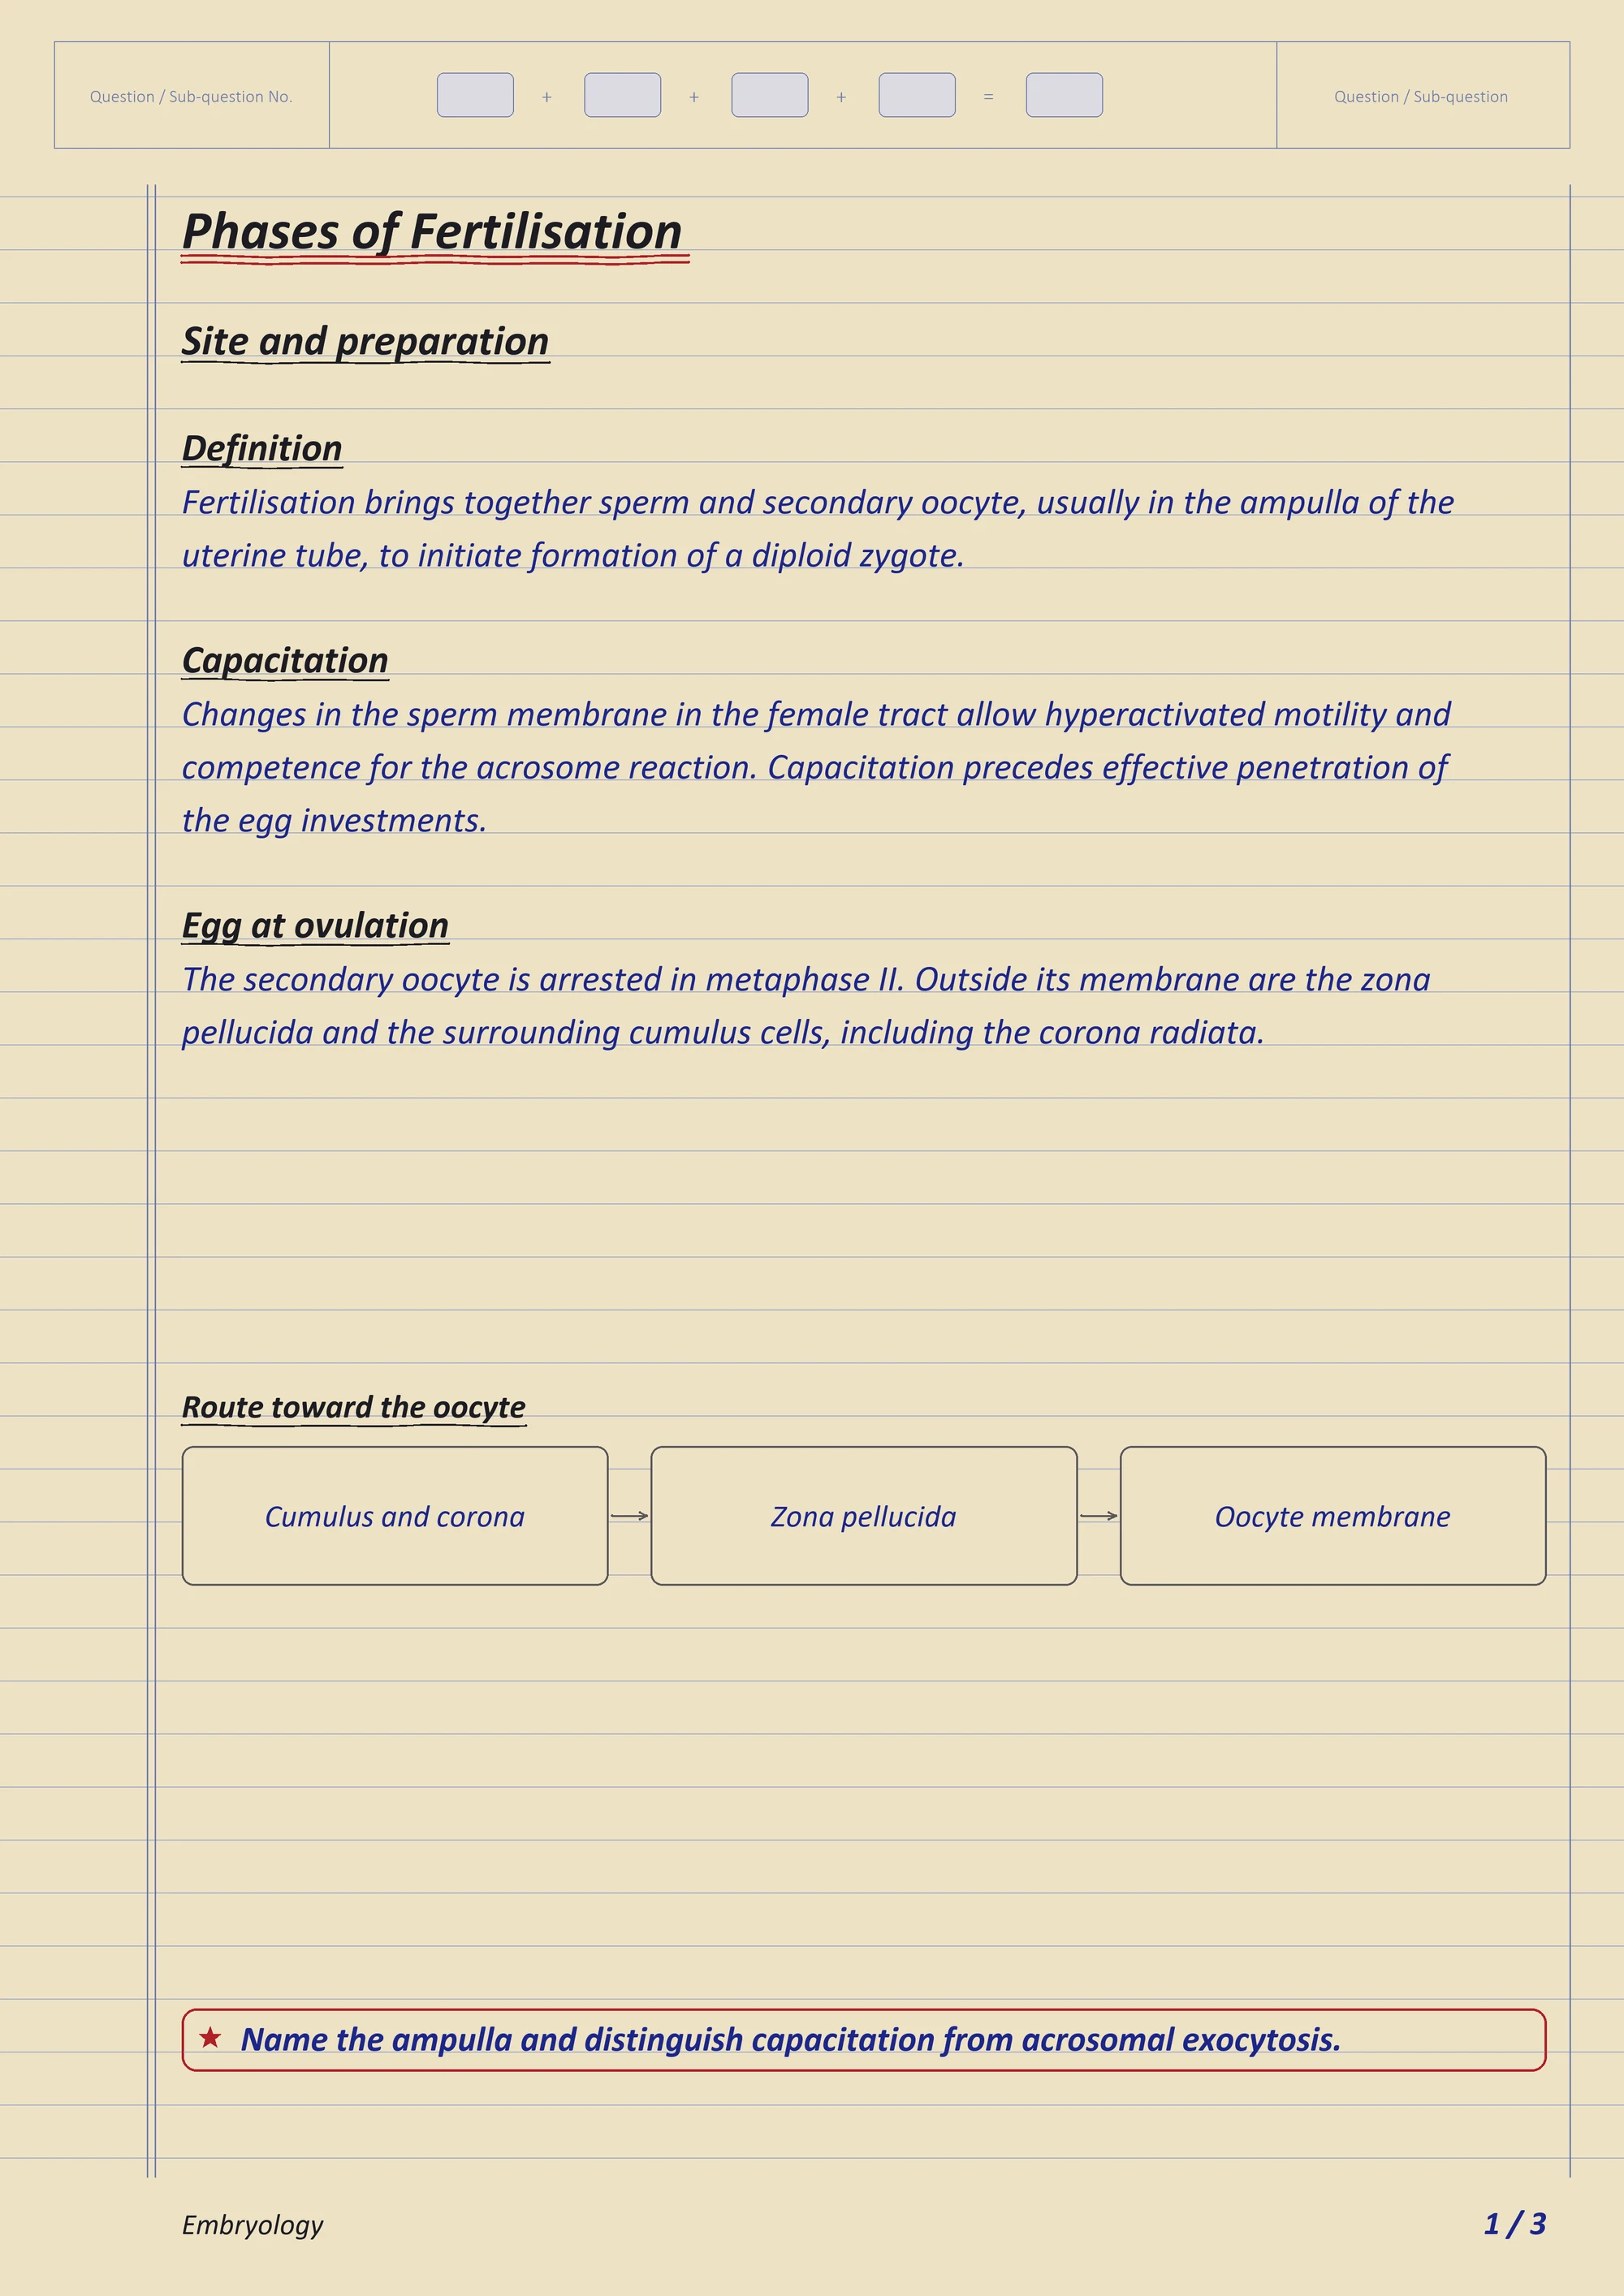 Question / Sub-question No.
+ + + =
Question / Sub-question
Phases of Fertilisation
Site and preparation
Definition
Fertilisation brings together sperm and secondary oocyte, usually in the ampulla of the
uterine tube, to initiate formation of a diploid zygote.
Capacitation
Changes in the sperm membrane in the female tract allow hyperactivated motility and
competence for the acrosome reaction. Capacitation precedes effective penetration of
the egg investments.
Egg at ovulation
The secondary oocyte is arrested in metaphase II. Outside its membrane are the zona
pellucida and the surrounding cumulus cells, including the corona radiata.
Route toward the oocyte
Cumulus and corona
Zona pellucida
Oocyte membrane
★ Name the ampulla and distinguish capacitation from acrosomal exocytosis.
Embryology
1 / 3